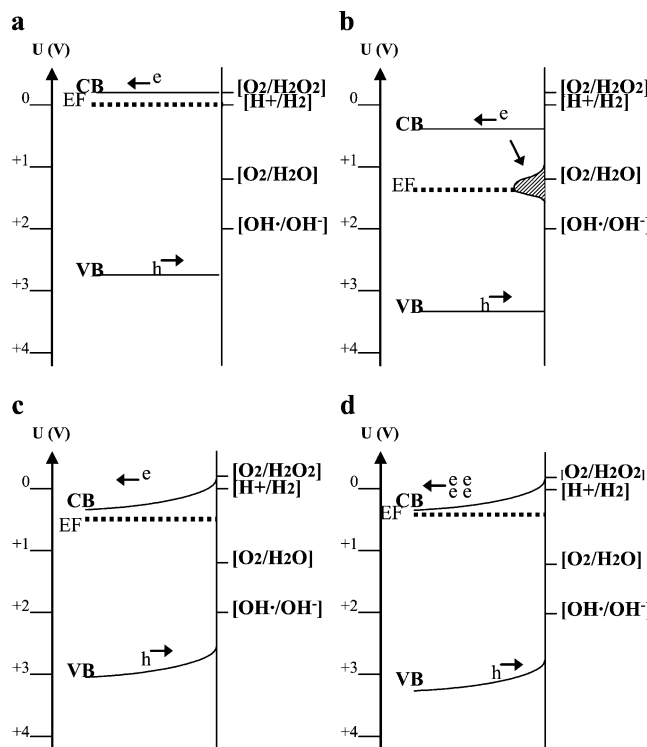 a
U (V)
CB
e
EF
0
[O2/H2O2]
[H+/H2]
+1
[O2/H2O]
+2
[OH·/OH-]
VB
h
+3
+4
b
U (V)
[O2/H2O2]
0
[H+/H2]
CB
e
+1
[O2/H2O]
EF
+2
[OH·/OH-]
+3
VB
h
+4
c
U (V)
e
[O2/H2O2]
0
[H+/H2]
CB
EF
+1
[O2/H2O]
+2
[OH·/OH-]
h
VB
+3
+4
d
U (V)
e e
e e
[O2/H2O2]
0
[H+/H2]
CB
EF
+1
[O2/H2O]
+2
[OH·/OH-]
h
VB
+3
+4